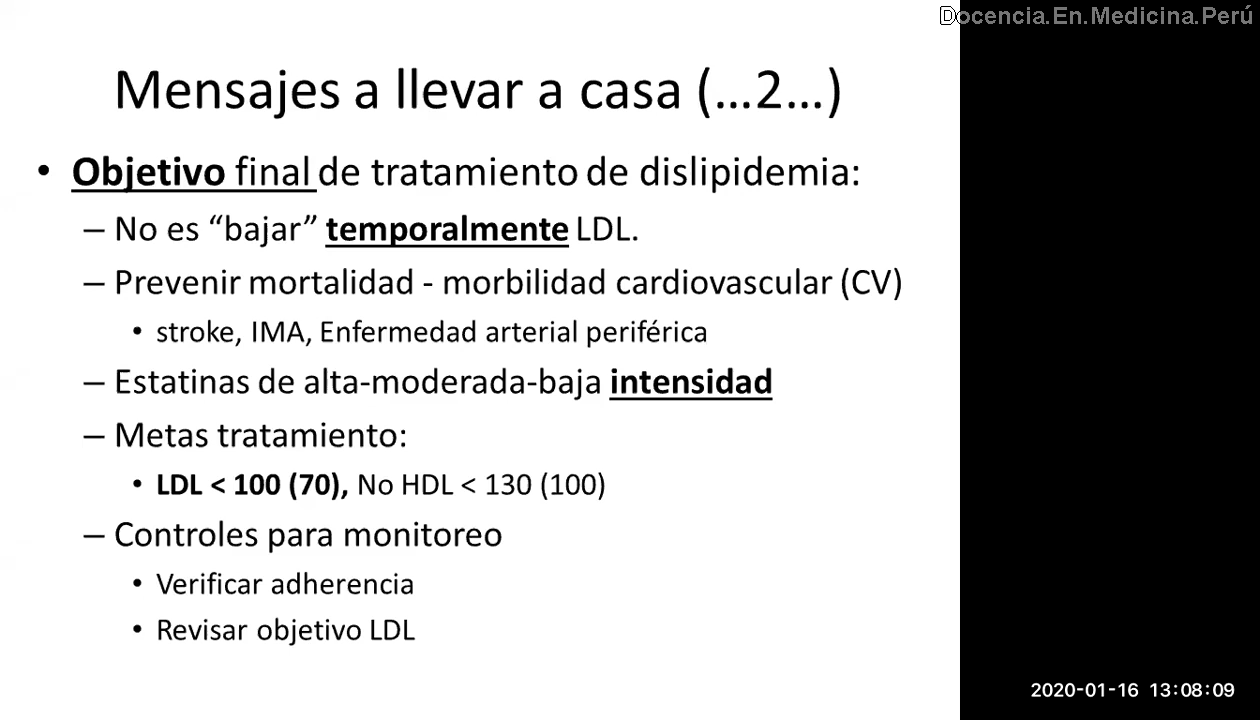 Docencia.En.Medicina.Perú
Mensajes a llevar a casa (...2...)
• Objetivo final de tratamiento de dislipidemia:
– No es “bajar” temporalmente LDL.
– Prevenir mortalidad - morbilidad cardiovascular (CV)
• stroke, IMA, Enfermedad arterial periférica
– Estatinas de alta-moderada-baja intensidad
– Metas tratamiento:
• LDL < 100 (70), No HDL < 130 (100)
– Controles para monitoreo
• Verificar adherencia
• Revisar objetivo LDL
2020-01-16 13:08:09